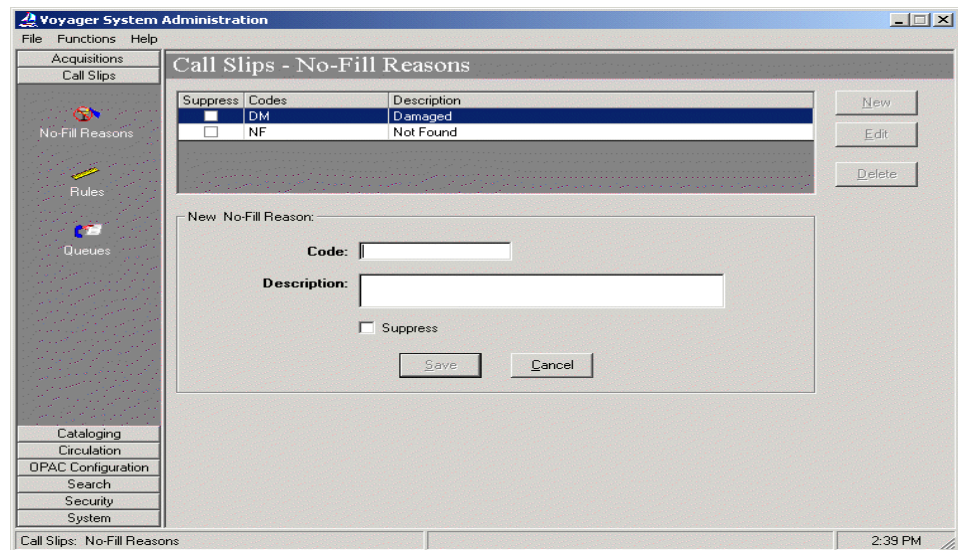 Voyager System Administration
File Functions Help
Acquisitions
Call Slips
No-Fill Reasons
Rules
Queues
Cataloging
Circulation
OPAC Configuration
Search
Security
System
Call Slips - No-Fill Reasons
Suppress Codes Description
DM Damaged
NF Not Found
New
Edit
Delete
New No-Fill Reason:
Code:
Description:
Suppress
Save Cancel
Call Slips: No-Fill Reasons 2:39 PM